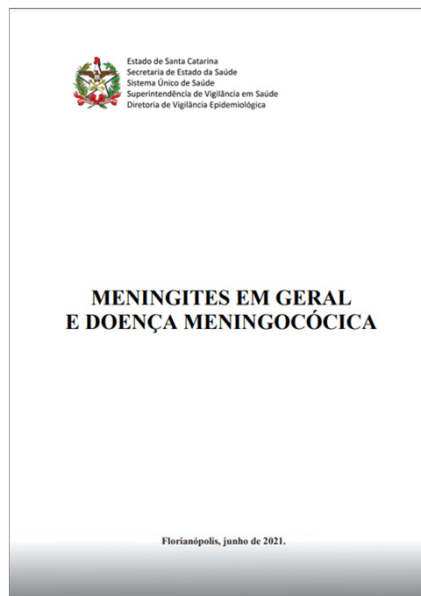 Estado de Santa Catarina
Secretaria de Estado da Saúde
Sistema Único de Saúde
Superintendência de Vigilância em Saúde
Diretoria de Vigilância Epidemiológica
MENINGITES EM GERAL
E DOENÇA MENINGOCÓCICA
Florianópolis, junho de 2021.